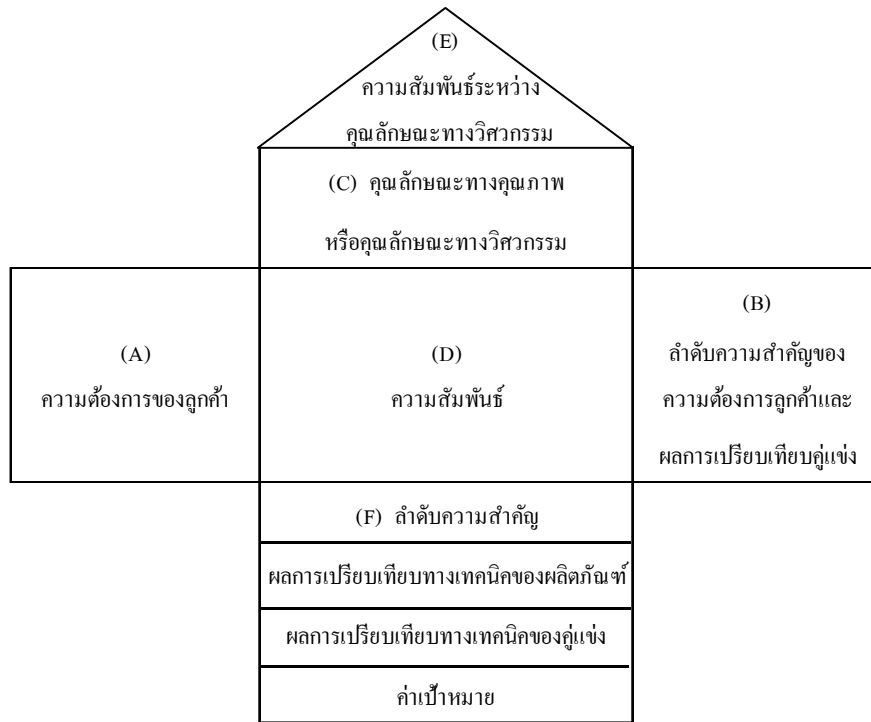 (E)
ความสัมพันธ์ระหว่าง
คุณลักษณะทางวิศวกรรม
(C) คุณลักษณะทางคุณภาพ
หรือคุณลักษณะทางวิศวกรรม
(A)
ความต้องการของลูกค้า
(D)
ความสัมพันธ์
(B)
ลำดับความสำคัญของ
ความต้องการลูกค้าและ
ผลการเปรียบเทียบคู่แข่ง
(F) ลำดับความสำคัญ
ผลการเปรียบเทียบทางเทคนิคของผลิตภัณฑ์
ผลการเปรียบเทียบทางเทคนิคของคู่แข่ง
ค่าเป้าหมาย